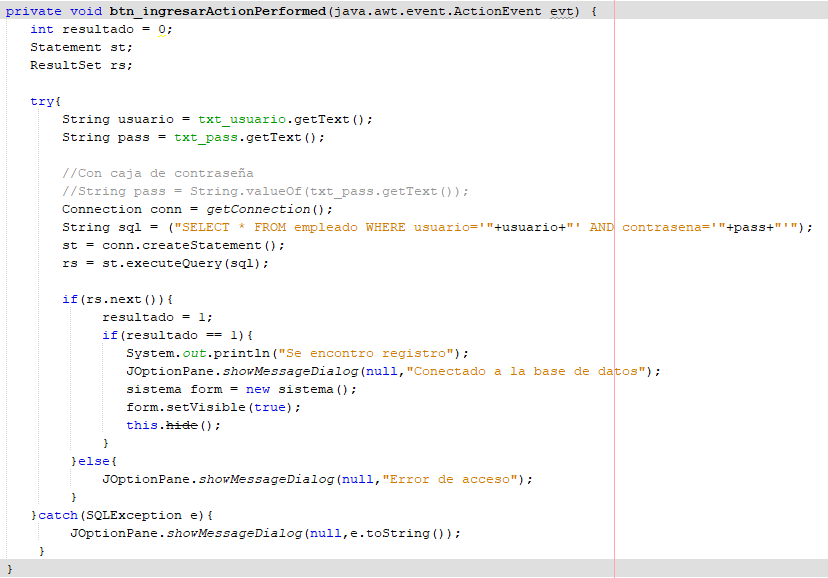 private void btn_ingresarActionPerformed(java.awt.event.ActionEvent evt) {
int resultado = 0;
Statement st;
ResultSet rs;
try{
String usuario = txt_usuario.getText();
String pass = txt_pass.getText();
//Con caja de contraseña
//String pass = String.valueOf(txt_pass.getText());
Connection conn = getConnection();
String sql = ("SELECT * FROM empleado WHERE usuario='"+usuario+"' AND contrasena='"+pass+"'");
st = conn.createStatement();
rs = st.executeQuery(sql);
if(rs.next()){
resultado = 1;
if(resultado == 1){
System.out.println("Se encontro registro");
JOptionPane.showMessageDialog(null,"Conectado a la base de datos");
sistema form = new sistema();
form.setVisible(true);
this.hide();
}
}else{
JOptionPane.showMessageDialog(null,"Error de acceso");
}
}catch(SQLException e){
JOptionPane.showMessageDialog(null,e.toString());
}
}